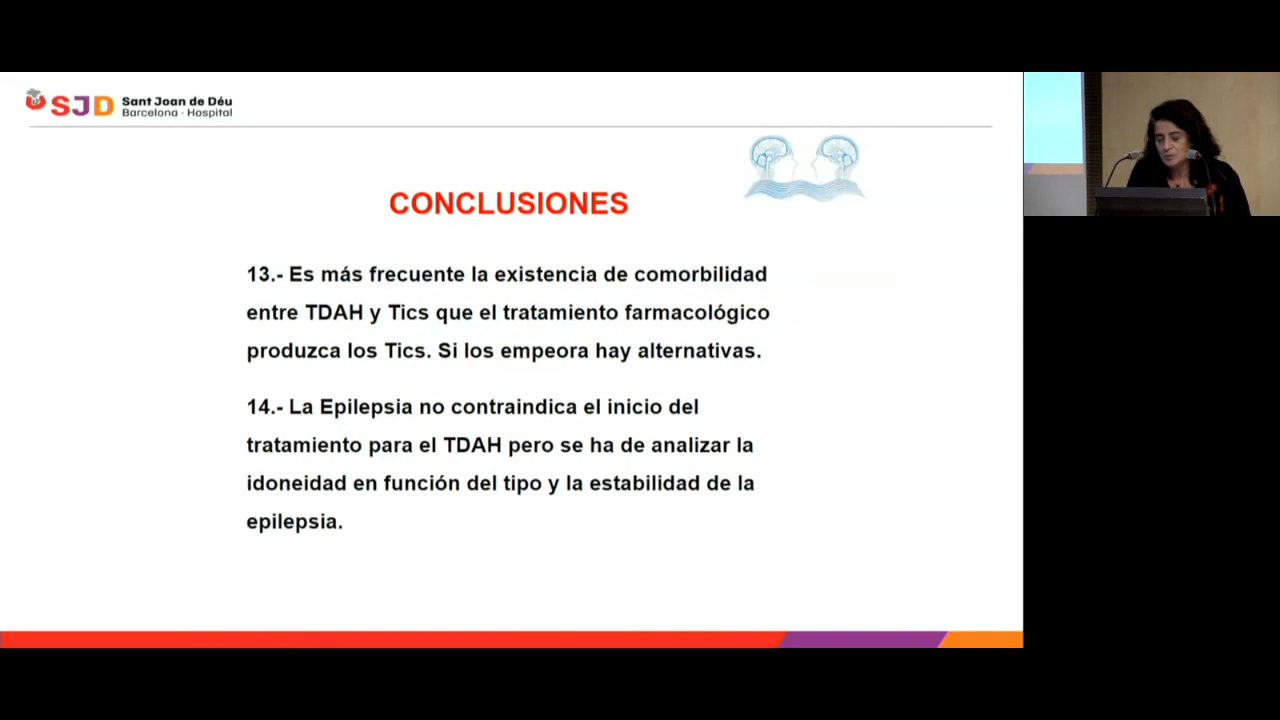 SJD Sant Joan de Déu
Barcelona · Hospital
CONCLUSIONES
13.- Es más frecuente la existencia de comorbilidad
entre TDAH y Tics que el tratamiento farmacológico
produzca los Tics. Si los empeora hay alternativas.
14.- La Epilepsia no contraindica el inicio del
tratamiento para el TDAH pero se ha de analizar la
idoneidad en función del tipo y la estabilidad de la
epilepsia.